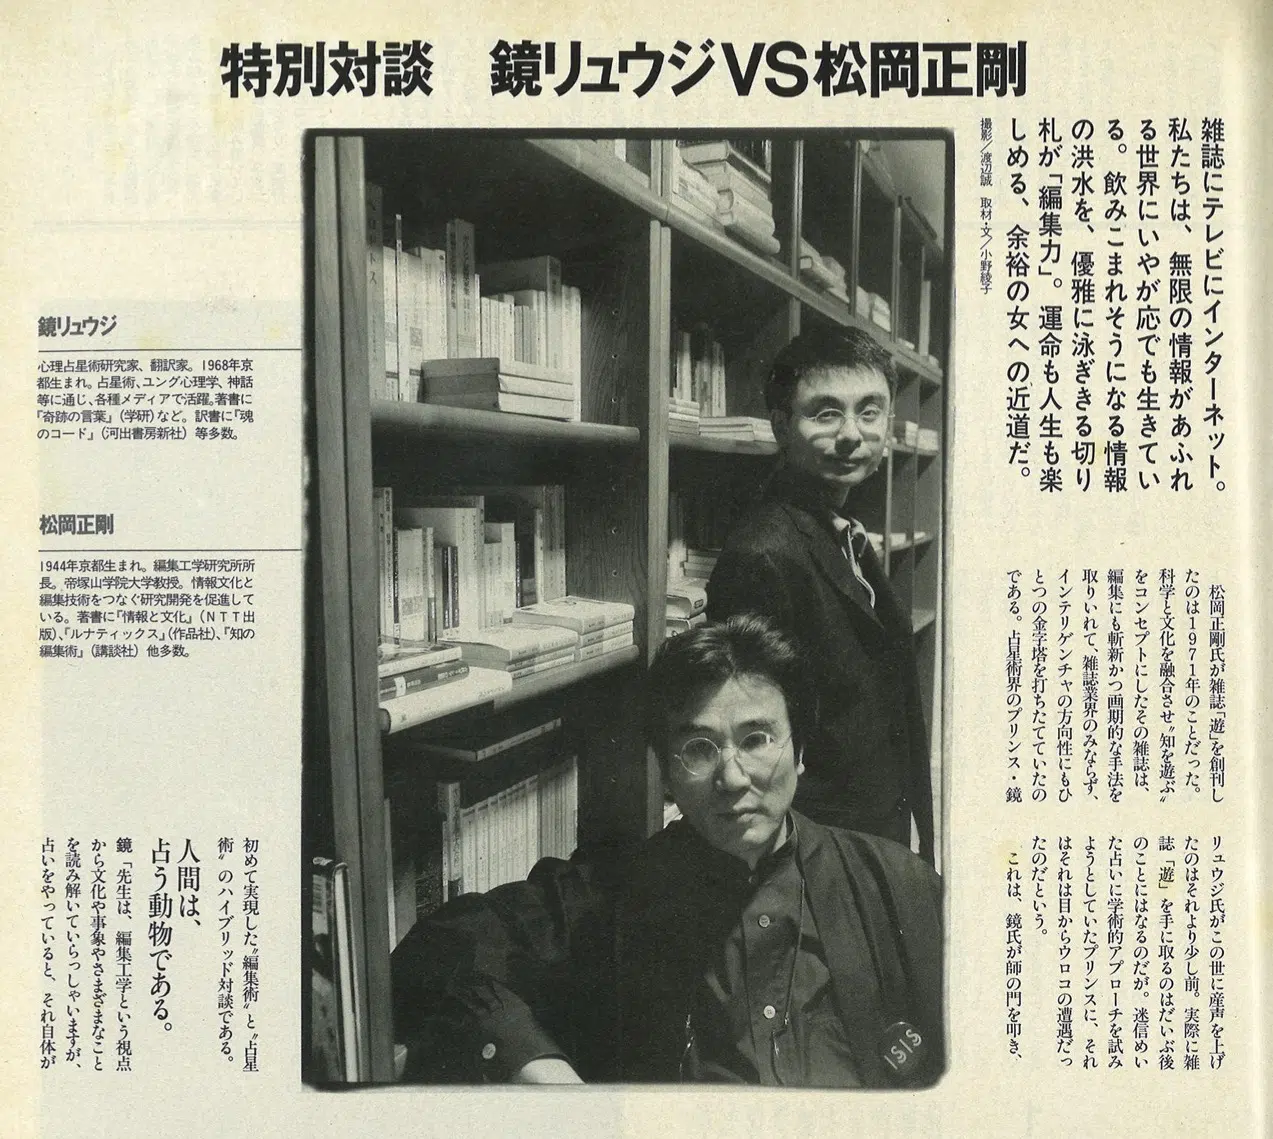 特別対談　鏡リュウジVS松岡正剛
雑誌にテレビにインターネット。
私たちは、無限の情報があふれ
る世界にいやが応でも生きてい
る。飲みこまれそうになる情報
の洪水を、優雅に泳ぎきる切り
札が「編集力」。運命も人生も楽
しめる、余裕の女への近道だ。
撮影／渡辺誠　取材・文／小野綾子
鏡リュウジ
心理占星術研究家、翻訳家。1968年京
都生まれ。占星術、ユング心理学、神話
等に通じ、各種メディアで活躍。著書に
『奇跡の言葉』（学研）など。訳書に『魂
のコード』（河出書房新社）等多数。
松岡正剛
1944年京都生まれ。編集工学研究所所
長。帝塚山学院大学教授。情報文化と
編集技術をつなぐ研究開発を促進して
いる。著書に『情報と文化』（NTT出
版）、『ルナティックス』（作品社）、『知の
編集術』（講談社）他多数。
松岡正剛氏が雑誌「遊」を創刊し
たのは1971年のことだった。
科学と文化を融合させ〝知を遊ぶ〟
をコンセプトにしたその雑誌は、
編集にも斬新かつ画期的な手法を
取りいれて、雑誌業界のみならず、
インテリゲンチャの方向性にもひ
とつの金字塔を打ちたてていたの
である。占星術界のプリンス・鏡
リュウジ氏がこの世に産声を上げ
たのはそれより少し前。実際に雑
誌「遊」を手に取るのはだいぶ後
のことにはなるのだが。迷信めい
た占いに学術的アプローチを試み
ようとしていたプリンスに、それ
はそれは目からウロコの遭遇だっ
たのだという。
これは、鏡氏が師の門を叩き、
初めて実現した〝編集術〟と〝占星
術〟のハイブリッド対談である。
人間は、
占う動物である。
鏡「先生は、編集工学という視点
から文化や事象やさまざまなこと
を読み解いていらっしゃいますが、
占いをやっていると、それ自体が
ISIS